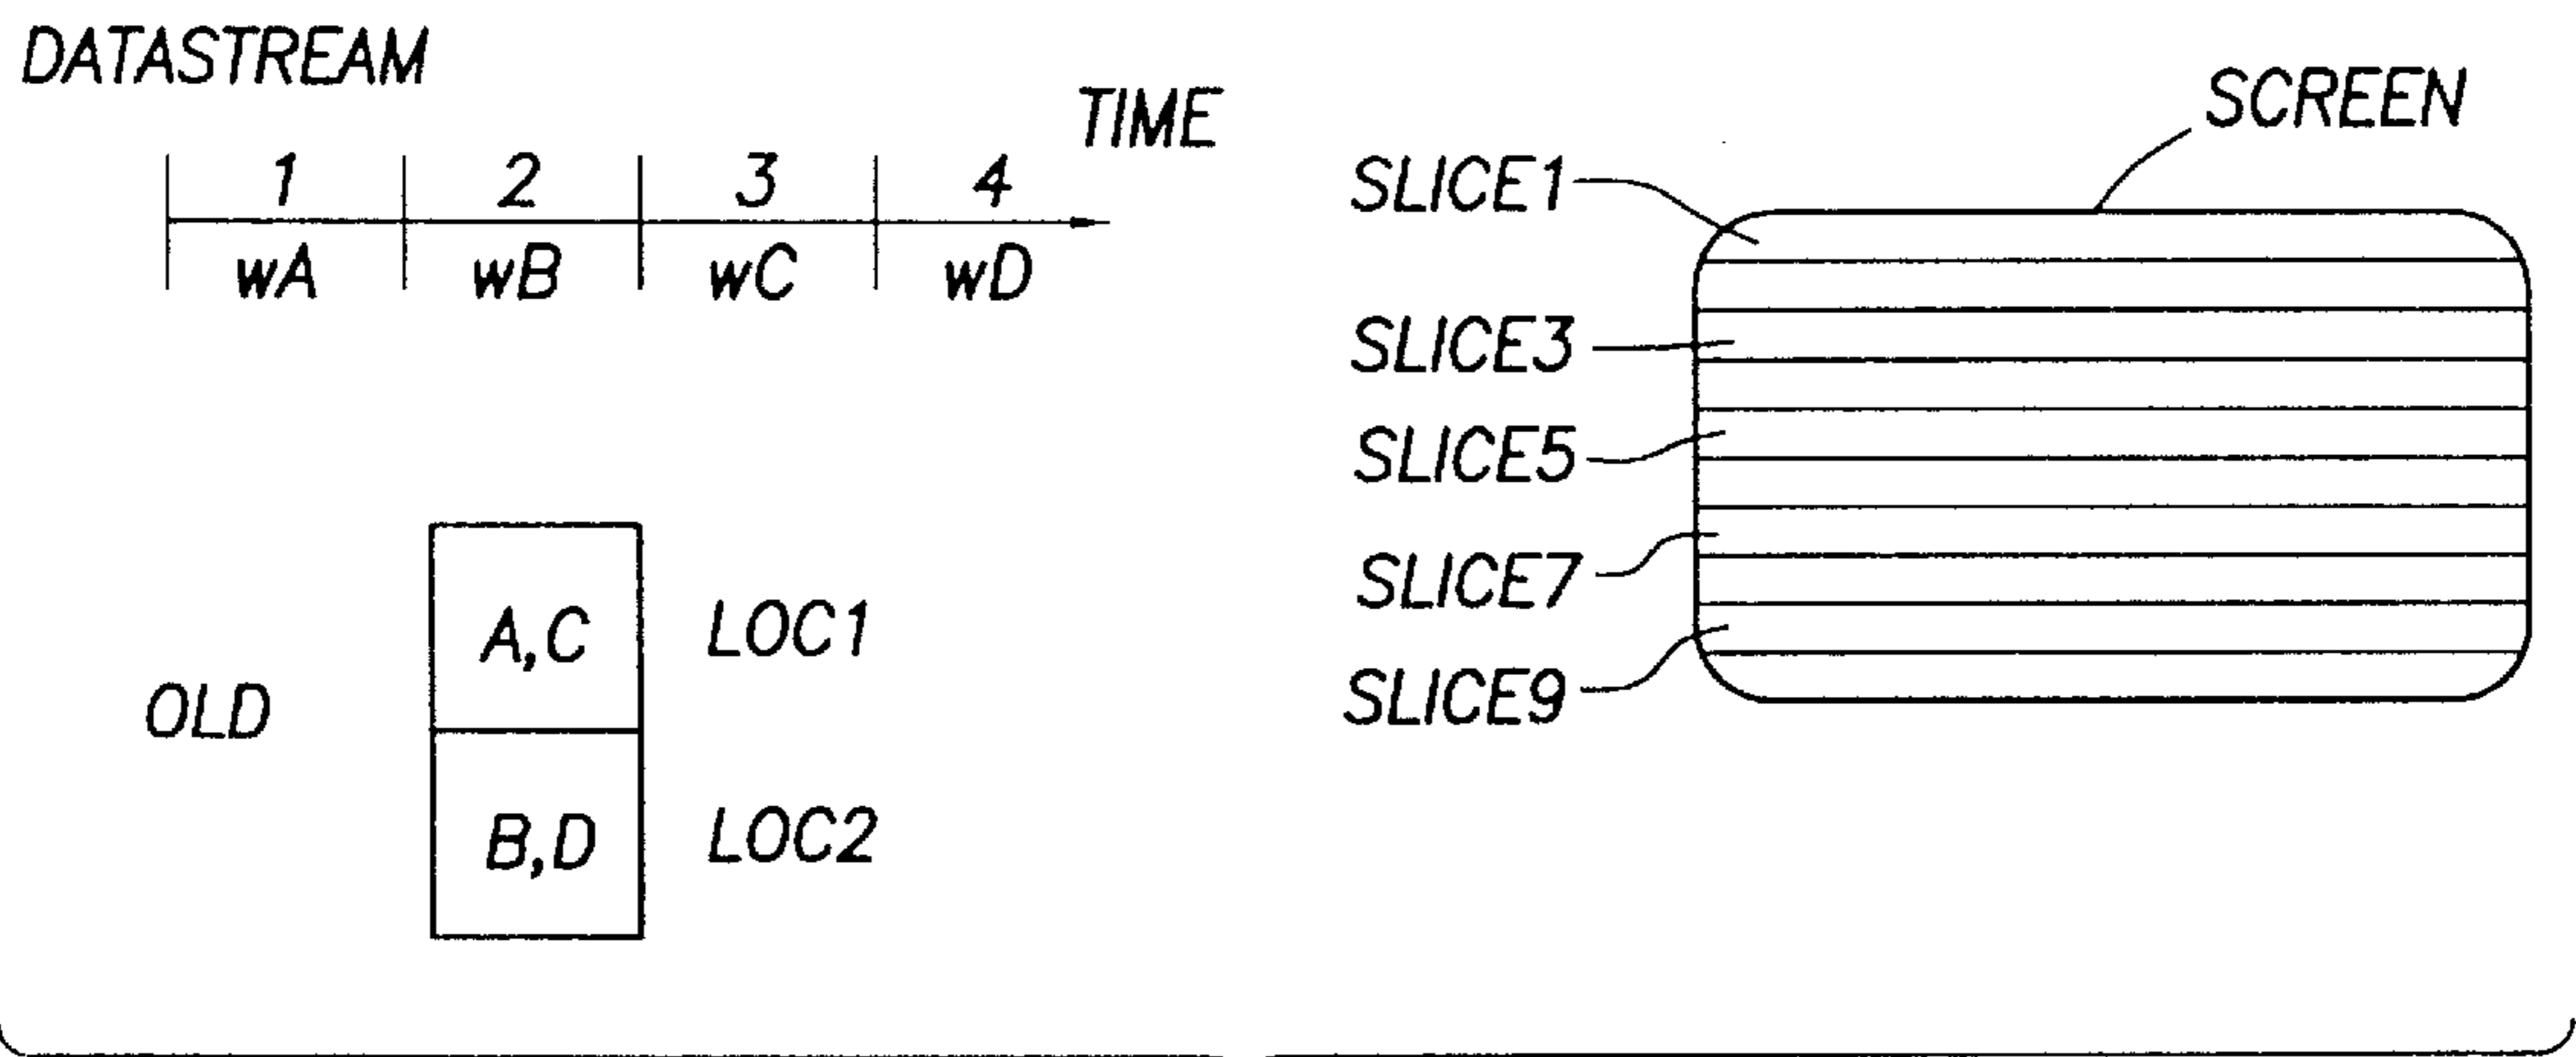 DATASTREAM
TIME
1 2 3 4
wA wB wC wD
OLD
A,C LOC1
B,D LOC2
SCREEN
SLICE1
SLICE3
SLICE5
SLICE7
SLICE9